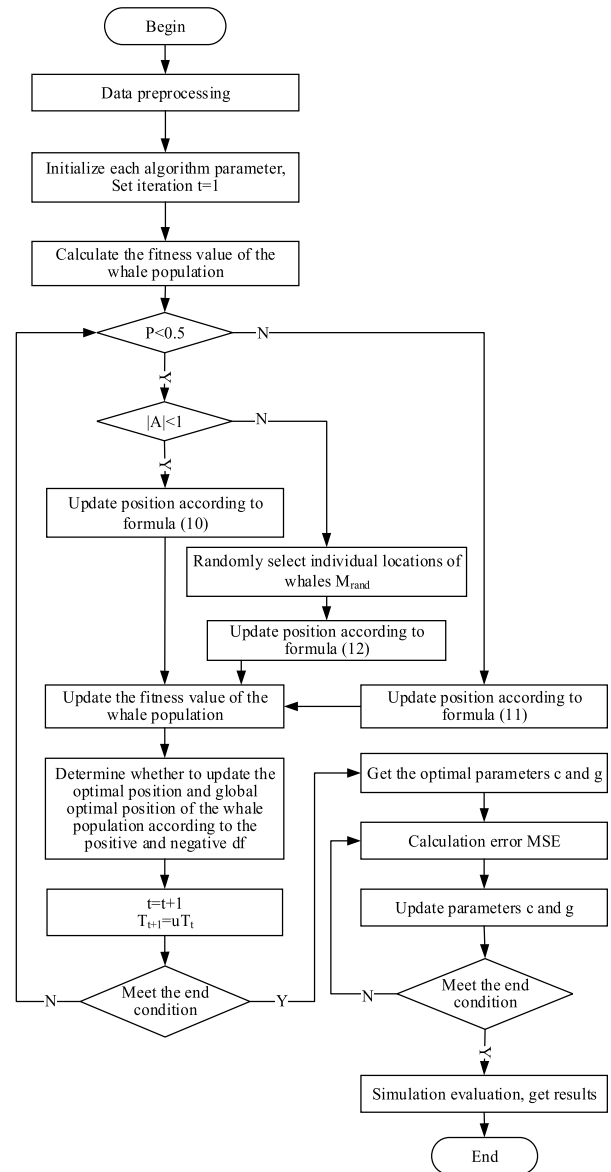 Begin
Data preprocessing
Initialize each algorithm parameter,
Set iteration t=1
Calculate the fitness value of the
whale population
P<0.5
N
Y
|A|<1
N
Y
Update position according to
formula (10)
Randomly select individual locations of
whales Mrand
Update position according to
formula (12)
Update the fitness value of the
whale population
Update position according to
formula (11)
Determine whether to update the
optimal position and global
optimal position of the whale
population according to the
positive and negative df
t=t+1
Tt+1=uTt
Meet the end
condition
N
Y
Get the optimal parameters c and g
Calculation error MSE
Update parameters c and g
Meet the end
condition
N
Y
Simulation evaluation, get results
End